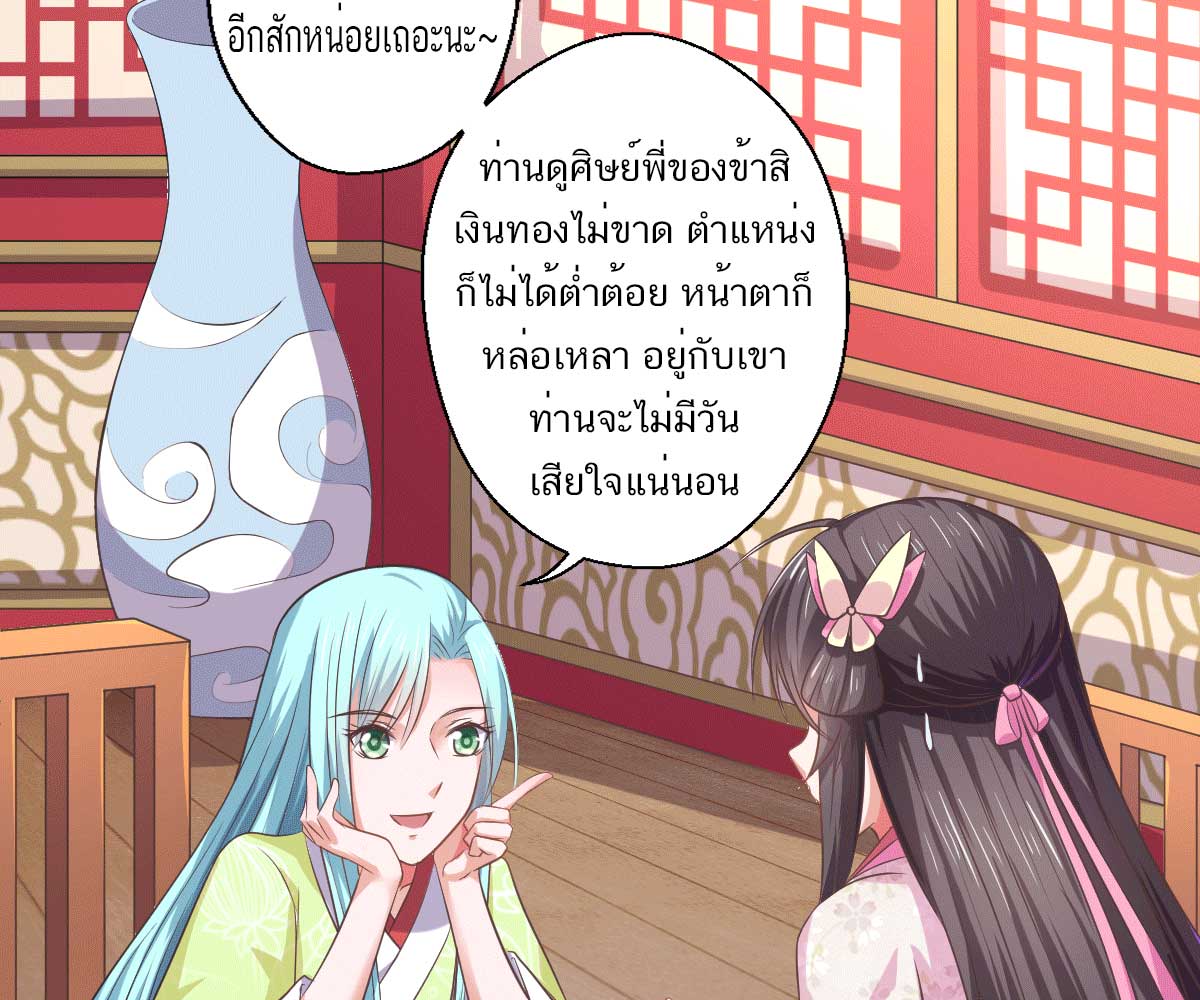 อีกสักหน่อยเถอะนะ~
ท่านดูศิษย์พี่ของข้าสิ
เงินทองไม่ขาด ตำแหน่ง
ก็ไม่ได้ต่ำต้อย หน้าตาก็
หล่อเหลา อยู่กับเขา
ท่านจะไม่มีวัน
เสียใจแน่นอน